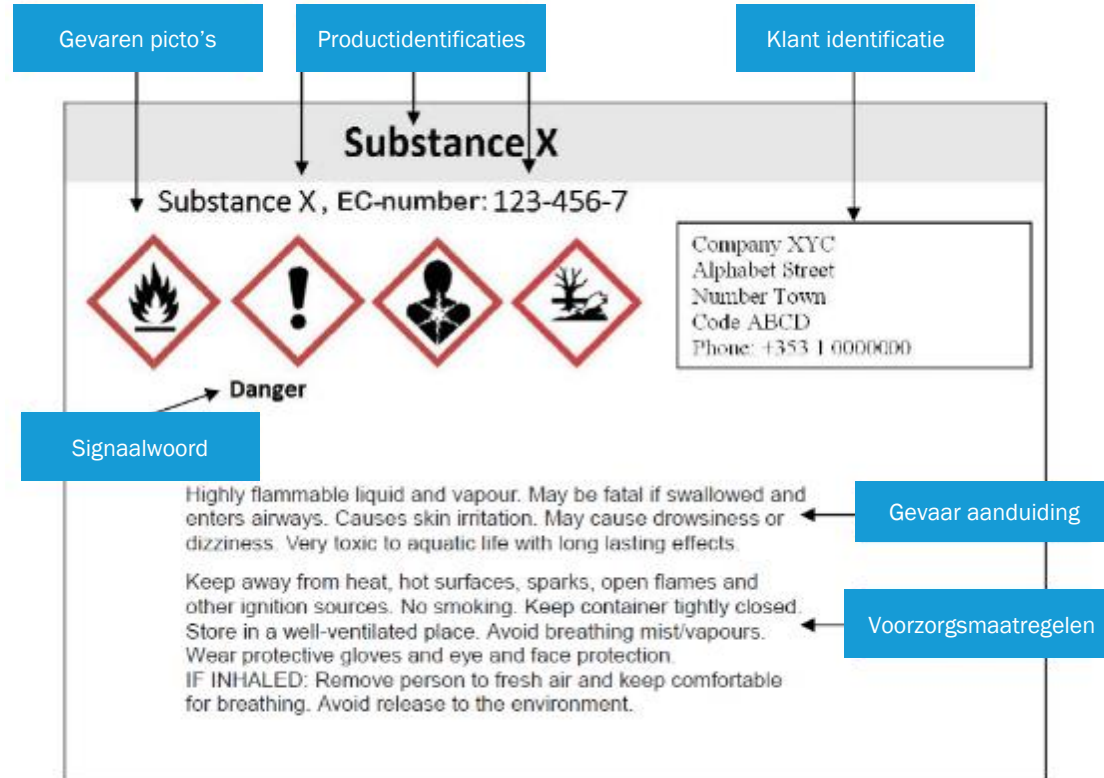 Gevaren picto's
Productidentificaties
Klant identificatie
Substance X
Substance X, EC-number: 123-456-7
Company XYC
Alphabet Street
Number Town
Code ABCD
Phone: +353 1 0000000
Danger
Signaalwoord
Highly flammable liquid and vapour. May be fatal if swallowed and
enters airways. Causes skin irritation. May cause drowsiness or
dizziness. Very toxic to aquatic life with long lasting effects.
Gevaar aanduiding
Keep away from heat, hot surfaces, sparks, open flames and
other ignition sources. No smoking. Keep container tightly closed.
Store in a well-ventilated place. Avoid breathing mist/vapours.
Wear protective gloves and eye and face protection.
IF INHALED: Remove person to fresh air and keep comfortable
for breathing. Avoid release to the environment.
Voorzorgsmaatregelen